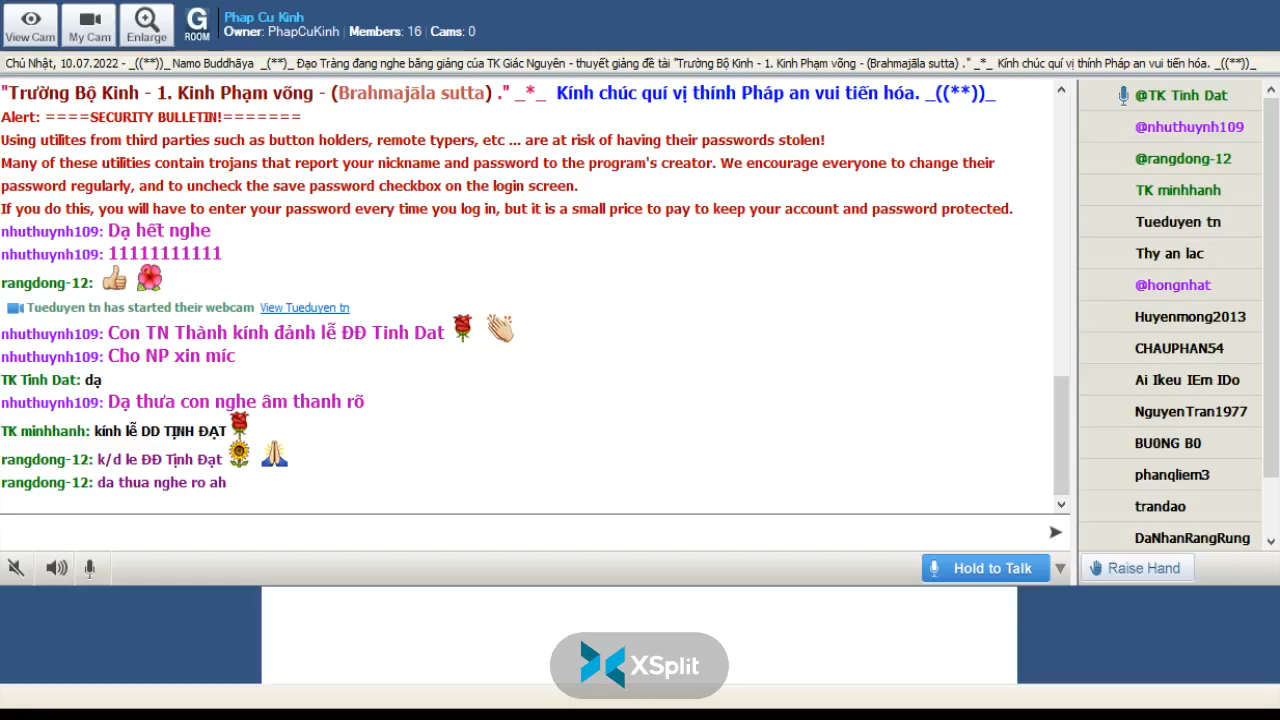 View Cam
My Cam
Enlarge
G
ROOM
Phap Cu Kinh
Owner: PhapCuKinh | Members: 16 | Cams: 0
Chủ Nhật, 10.07.2022 - _((**))_ Namo Buddhāya _(**)_ Đạo Tràng đang nghe băng giảng của TK Giác Nguyên - thuyết giảng đề tài "Trường Bộ Kinh - 1. Kinh Phạm võng - (Brahmajāla sutta) ." _*_ Kính chúc quí vị thính Pháp an vui tiến hóa. _((**))_
"Trường Bộ Kinh - 1. Kinh Phạm võng - (Brahmajāla sutta) ." _*_ Kính chúc quí vị thính Pháp an vui tiến hóa. _((**))_
Alert: ====SECURITY BULLETIN!=======
Using utilites from third parties such as button holders, remote typers, etc ... are at risk of having their passwords stolen!
Many of these utilities contain trojans that report your nickname and password to the program's creator. We encourage everyone to change their
password regularly, and to uncheck the save password checkbox on the login screen.
If you do this, you will have to enter your password every time you log in, but it is a small price to pay to keep your account and password protected.
nhuthuynh109: Dạ hết nghe
nhuthuynh109: 11111111111
rangdong-12:
Tueduyen tn has started their webcam View Tueduyen tn
nhuthuynh109: Con TN Thành kính đảnh lễ ĐĐ Tinh Dat
nhuthuynh109: Cho NP xin míc
TK Tinh Dat: dạ
nhuthuynh109: Dạ thưa con nghe âm thanh rõ
TK minhhanh: kính lễ DD TỊNH ĐẠT
rangdong-12: k/d le ĐĐ Tịnh Đạt
rangdong-12: da thua nghe ro ah
@TK Tinh Dat
@nhuthuynh109
@rangdong-12
TK minhhanh
Tueduyen tn
Thy an lac
@hongnhat
Huyenmong2013
CHAUPHAN54
Ai lkeu lEm IDo
NguyenTran1977
BU0NG B0
phanqliem3
trandao
DaNhanRangRung
Hold to Talk
Raise Hand
XSplit